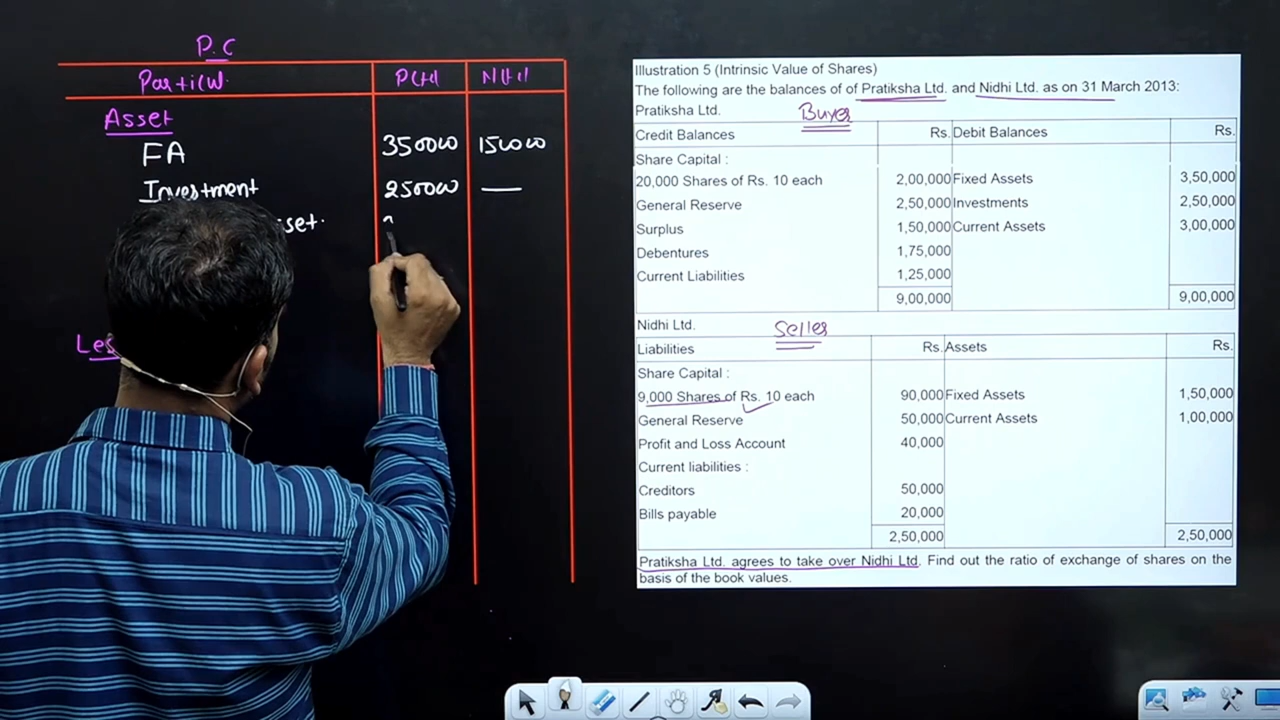 P.C
Particul. P(Ltd) N(Ltd)
Asset
FA 350000 150000
Investment 250000 —
sset.
Les
Illustration 5 (Intrinsic Value of Shares)
The following are the balances of of Pratiksha Ltd. and Nidhi Ltd. as on 31 March 2013:
Pratiksha Ltd. Buyer
Credit Balances Rs. Debit Balances Rs.
Share Capital :
20,000 Shares of Rs. 10 each 2,00,000 Fixed Assets 3,50,000
General Reserve 2,50,000 Investments 2,50,000
Surplus 1,50,000 Current Assets 3,00,000
Debentures 1,75,000
Current Liabilities 1,25,000
9,00,000 9,00,000
Nidhi Ltd. Seller
Liabilities Rs. Assets Rs.
Share Capital :
9,000 Shares of Rs. 10 each 90,000 Fixed Assets 1,50,000
General Reserve 50,000 Current Assets 1,00,000
Profit and Loss Account 40,000
Current liabilities :
Creditors 50,000
Bills payable 20,000
2,50,000 2,50,000
Pratiksha Ltd. agrees to take over Nidhi Ltd. Find out the ratio of exchange of shares on the
basis of the book values.